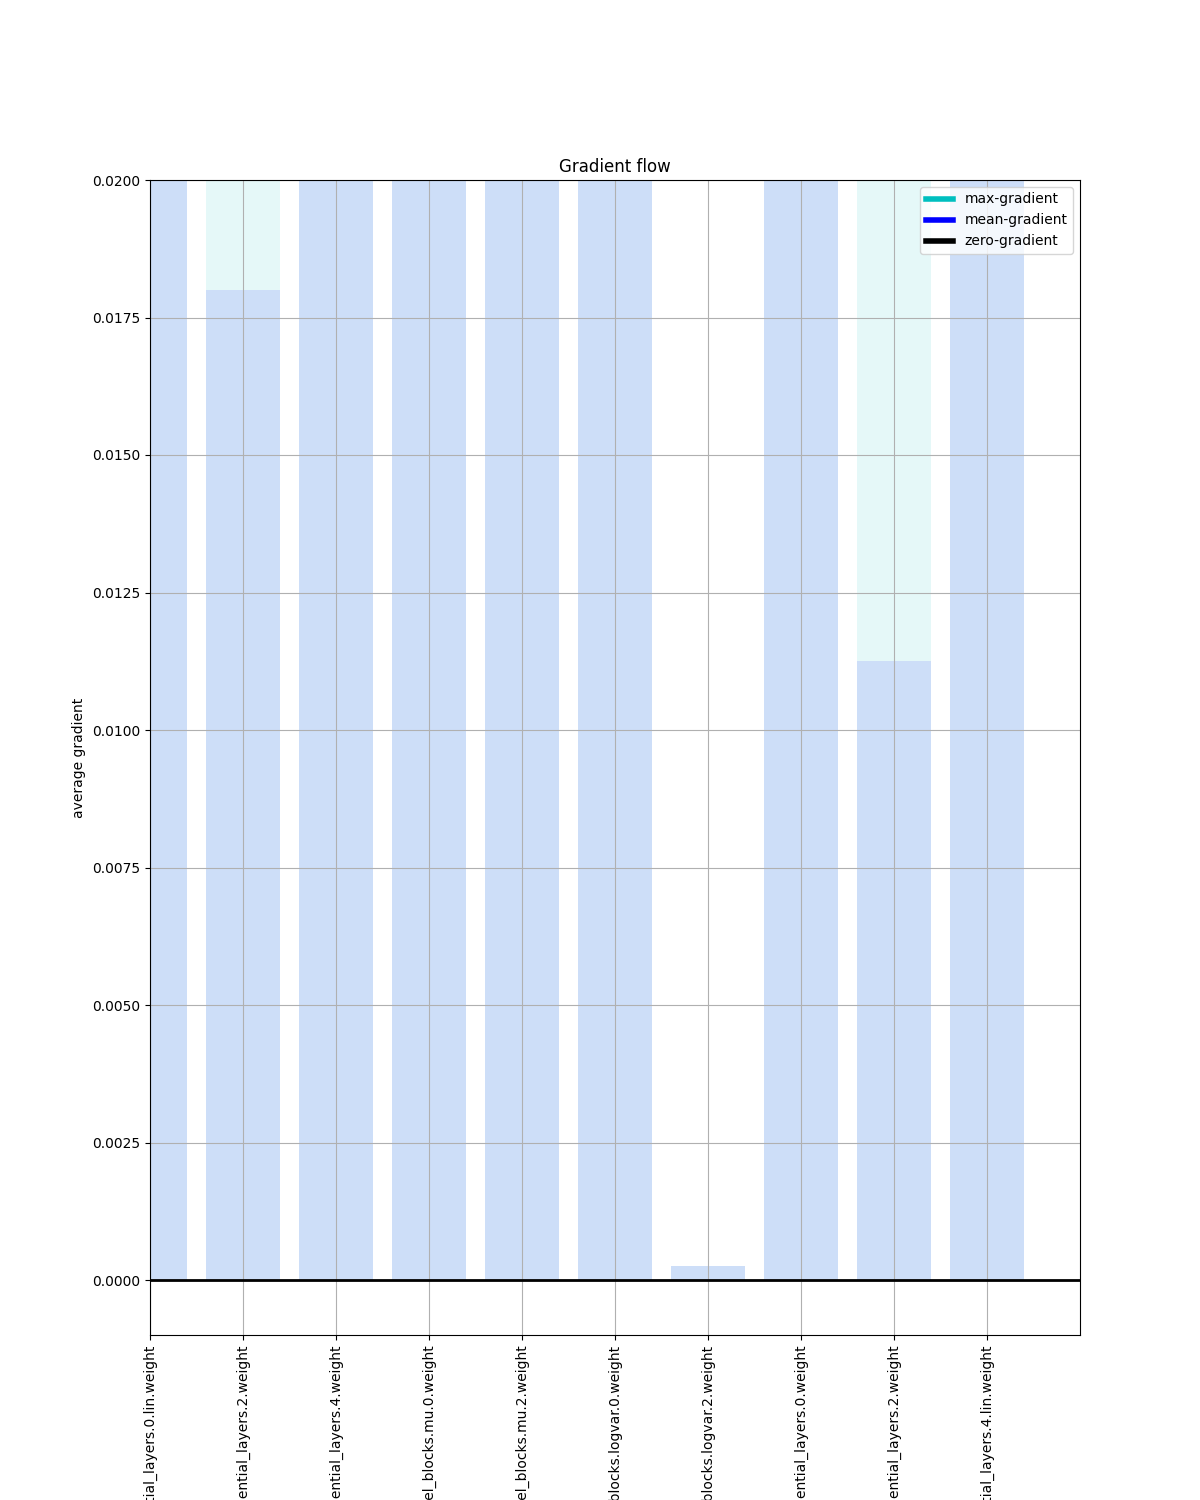 Gradient flow
max-gradient
mean-gradient
zero-gradient
0.0200
0.0175
0.0150
0.0125
0.0100
0.0075
0.0050
0.0025
0.0000
average gradient
tial_layers.0.lin.weight
ential_layers.2.weight
ential_layers.4.weight
el_blocks.mu.0.weight
el_blocks.mu.2.weight
blocks.logvar.0.weight
blocks.logvar.2.weight
ential_layers.0.weight
ential_layers.2.weight
tial_layers.4.lin.weight